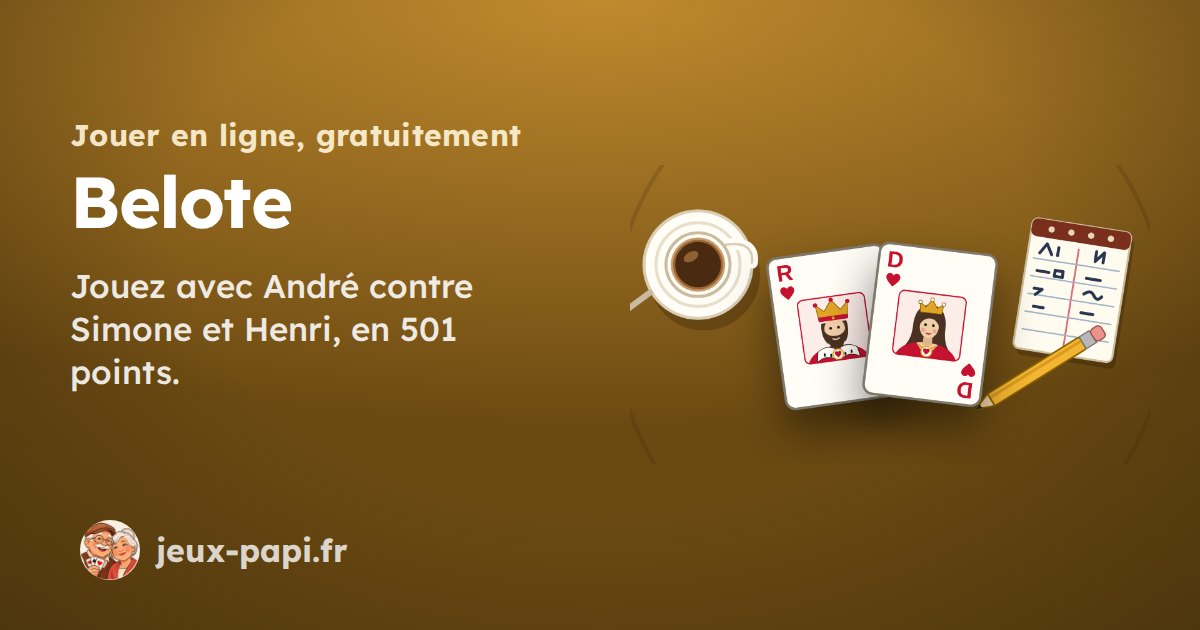 Jouer en ligne, gratuitement
Belote
Jouez avec André contre
Simone et Henri, en 501
points.
R
D
D
jeux-papi.fr